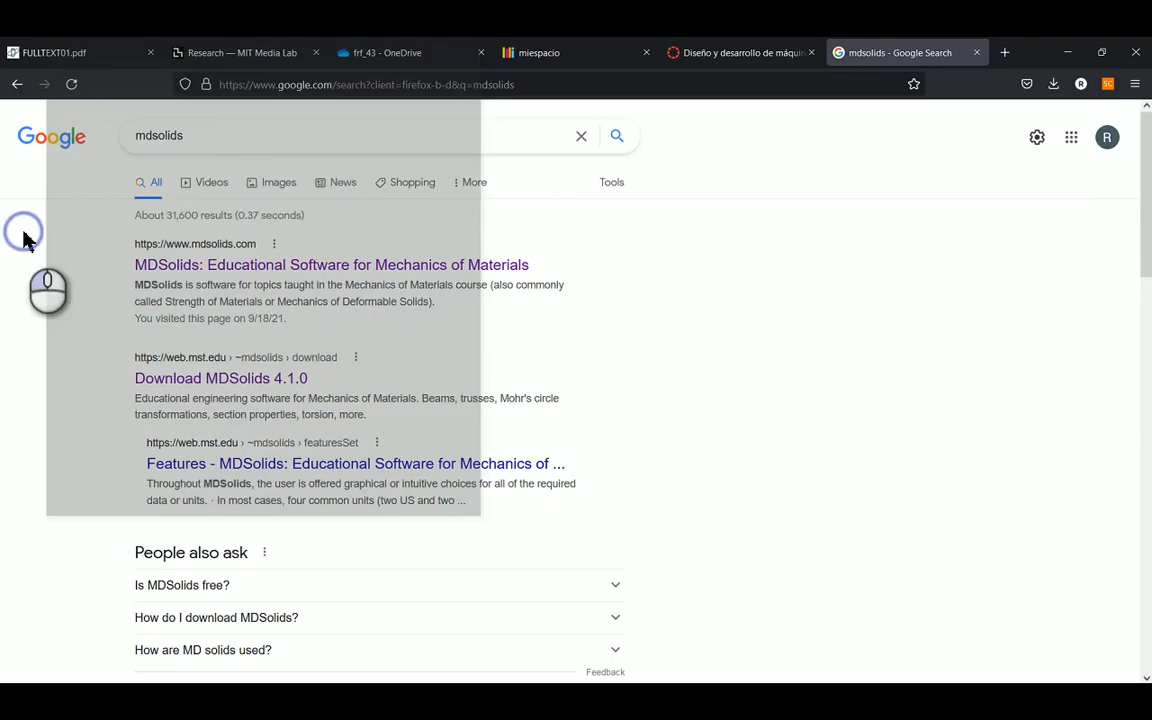 FULLTEXT01.pdf
Research — MIT Media Lab
frf_43 - OneDrive
miespacio
Diseño y desarrollo de máquin
mdsolids - Google Search
https://www.google.com/search?client=firefox-b-d&q=mdsolids
R
SC
Google
mdsolids
R
All
Videos
Images
News
Shopping
More
Tools
About 31,600 results (0.37 seconds)
https://www.mdsolids.com
MDSolids: Educational Software for Mechanics of Materials
MDSolids is software for topics taught in the Mechanics of Materials course (also commonly
called Strength of Materials or Mechanics of Deformable Solids).
You visited this page on 9/18/21.
https://web.mst.edu › ~mdsolids › download
Download MDSolids 4.1.0
Educational engineering software for Mechanics of Materials. Beams, trusses, Mohr's circle
transformations, section properties, torsion, more.
https://web.mst.edu › ~mdsolids › featuresSet
Features - MDSolids: Educational Software for Mechanics of ...
Throughout MDSolids, the user is offered graphical or intuitive choices for all of the required
data or units. · In most cases, four common units (two US and two ...
People also ask
Is MDSolids free?
How do I download MDSolids?
How are MD solids used?
Feedback